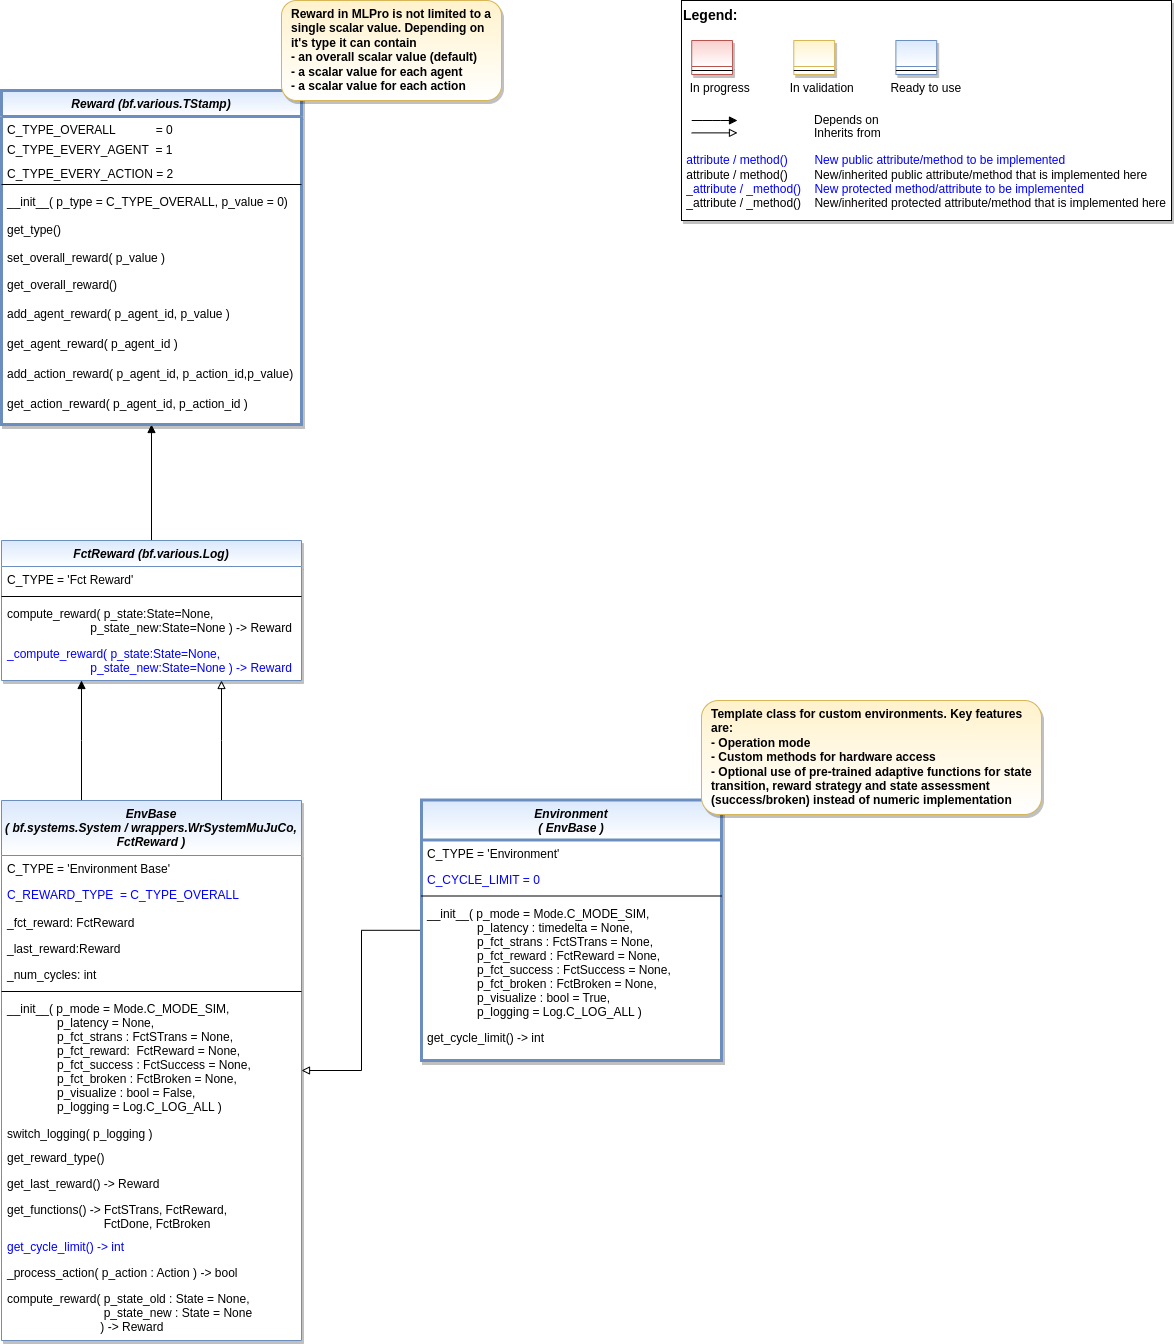 Reward in MLPro is not limited to a
single scalar value. Depending on
it's type it can contain
- an overall scalar value (default)
- a scalar value for each agent
- a scalar value for each action
Legend:
In progress
In validation
Ready to use
Depends on
Inherits from
attribute / method() New public attribute/method to be implemented
attribute / method() New/inherited public attribute/method that is implemented here
_attribute / _method() New protected method/attribute to be implemented
_attribute / _method() New/inherited protected attribute/method that is implemented here
Reward (bf.various.TStamp)
C_TYPE_OVERALL = 0
C_TYPE_EVERY_AGENT = 1
C_TYPE_EVERY_ACTION = 2
__init__( p_type = C_TYPE_OVERALL, p_value = 0)
get_type()
set_overall_reward( p_value )
get_overall_reward()
add_agent_reward( p_agent_id, p_value )
get_agent_reward( p_agent_id )
add_action_reward( p_agent_id, p_action_id,p_value)
get_action_reward( p_agent_id, p_action_id )
FctReward (bf.various.Log)
C_TYPE = 'Fct Reward'
compute_reward( p_state:State=None,
p_state_new:State=None ) -> Reward
_compute_reward( p_state:State=None,
p_state_new:State=None ) -> Reward
EnvBase
( bf.systems.System / wrappers.WrSystemMuJuCo,
FctReward )
C_TYPE = 'Environment Base'
C_REWARD_TYPE = C_TYPE_OVERALL
_fct_reward: FctReward
_last_reward:Reward
_num_cycles: int
__init__( p_mode = Mode.C_MODE_SIM,
p_latency = None,
p_fct_strans : FctSTrans = None,
p_fct_reward: FctReward = None,
p_fct_success : FctSuccess = None,
p_fct_broken : FctBroken = None,
p_visualize : bool = False,
p_logging = Log.C_LOG_ALL )
switch_logging( p_logging )
get_reward_type()
get_last_reward() -> Reward
get_functions() -> FctSTrans, FctReward,
FctDone, FctBroken
get_cycle_limit() -> int
_process_action( p_action : Action ) -> bool
compute_reward( p_state_old : State = None,
p_state_new : State = None
) -> Reward
Template class for custom environments. Key features
are:
- Operation mode
- Custom methods for hardware access
- Optional use of pre-trained adaptive functions for state
transition, reward strategy and state assessment
(success/broken) instead of numeric implementation
Environment
( EnvBase )
C_TYPE = 'Environment'
C_CYCLE_LIMIT = 0
__init__( p_mode = Mode.C_MODE_SIM,
p_latency : timedelta = None,
p_fct_strans : FctSTrans = None,
p_fct_reward : FctReward = None,
p_fct_success : FctSuccess = None,
p_fct_broken : FctBroken = None,
p_visualize : bool = True,
p_logging = Log.C_LOG_ALL )
get_cycle_limit() -> int